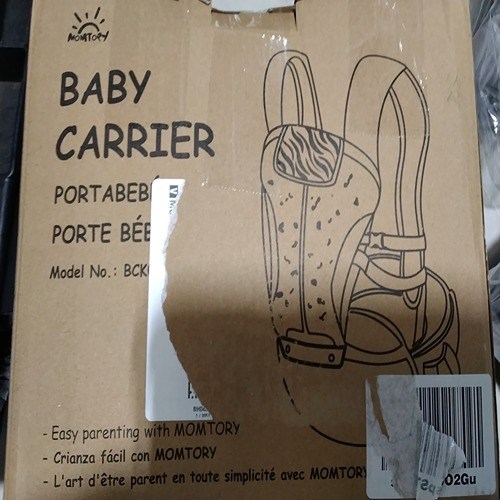 MOMTORY
BABY
CARRIER
PORTABEBÉ
PORTE BÉB
Model No.: BCK
- Easy parenting with MOMTORY
- Crianza fácil con MOMTORY
- L'art d'être parent en toute simplicité avec MOMTORY